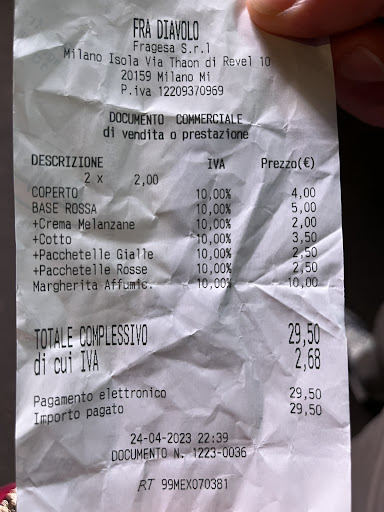 FRA DIAVOLO
Fragesa S.r.l
Milano Isola Via Thaon di Revel 10
20159 Milano Mi
P.iva 12209370969
DOCUMENTO COMMERCIALE
di vendita o prestazione
DESCRIZIONE IVA Prezzo(€)
2 x 2,00
COPERTO 10,00% 4,00
BASE ROSSA 10,00% 5,00
+Crema Melanzane 10,00% 2,00
+Cotto 10,00% 3,50
+Pacchetelle Gialle 10,00% 2,50
+Pacchetelle Rosse 10,00% 2,50
Margherita Affumic. 10,00% 10,00
TOTALE COMPLESSIVO 29,50
di cui IVA 2,68
Pagamento elettronico 29,50
Importo pagato 29,50
24-04-2023 22:39
DOCUMENTO N. 1223-0036
RT 99MEX070381